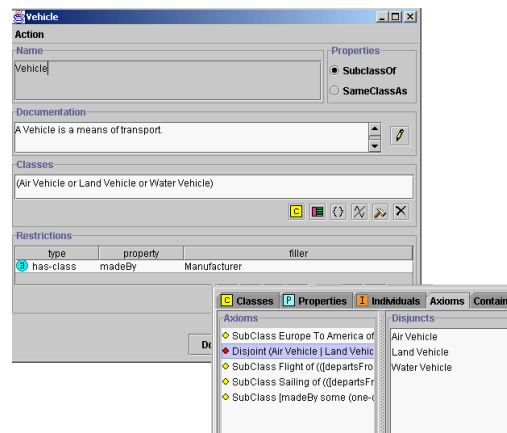 Vehicle
Action
Name
Properties
Vehicle
SubclassOf
SameClassAs
Documentation
A Vehicle is a means of transport.
Classes
(Air Vehicle or Land Vehicle or Water Vehicle)
C {}
Restrictions
type property filler
3 has-class madeBy Manufacturer
C Classes P Properties I Individuals Axioms Contain
Axioms
Disjuncts
SubClass Europe To America of
Disjoint (Air Vehicle | Land Vehic
SubClass Flight of (([departsFro
SubClass Sailing of (([departsFr
SubClass [madeBy some (one-
Air Vehicle
Land Vehicle
Water Vehicle